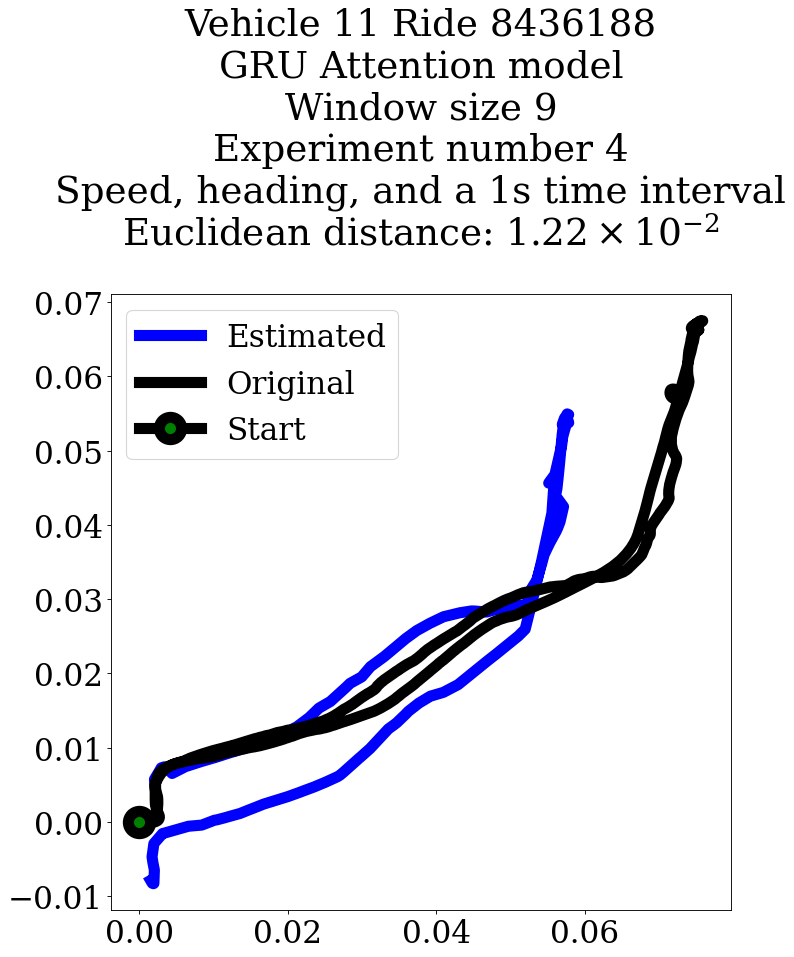 Vehicle 11 Ride 8436188
GRU Attention model
Window size 9
Experiment number 4
Speed, heading, and a 1s time interval
Euclidean distance: 1.22 × 10⁻²
Estimated
Original
Start
0.07
0.06
0.05
0.04
0.03
0.02
0.01
0.00
−0.01
0.00 0.02 0.04 0.06